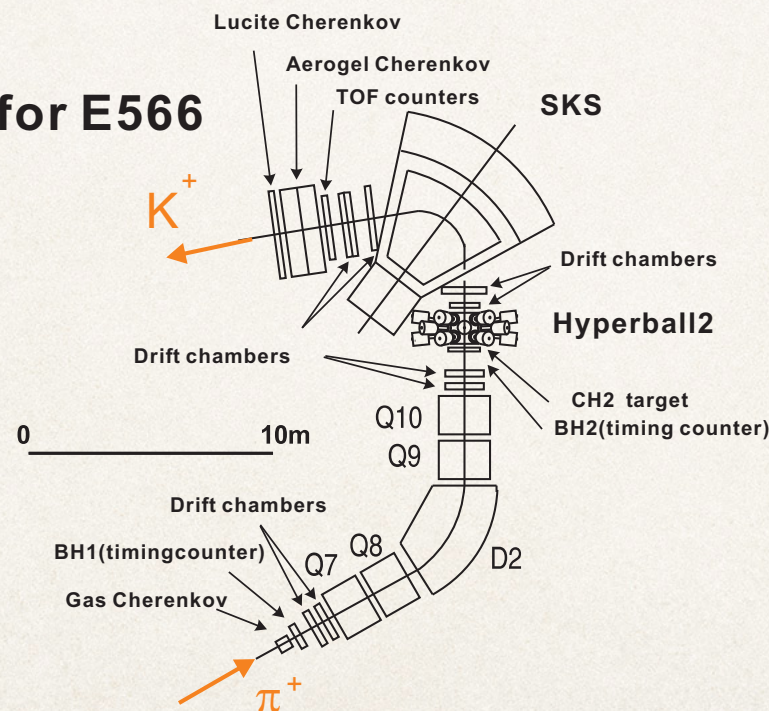 Lucite Cherenkov
Aerogel Cherenkov
for E566
TOF counters
SKS
K+
Drift chambers
Hyperball2
Drift chambers
CH2 target
Q10
BH2(timing counter)
0 10m
Q9
Drift chambers
BH1(timingcounter)
Q7
Q8
D2
Gas Cherenkov
π+